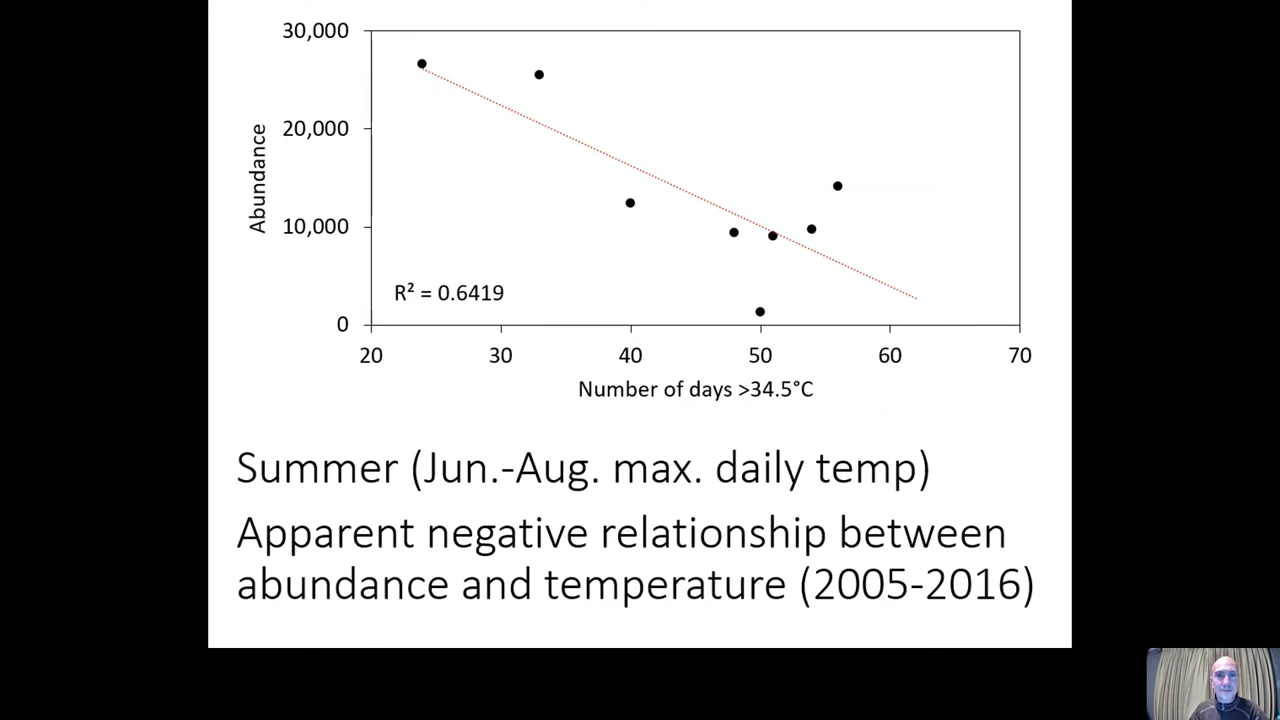 30,000
20,000
10,000
0
Abundance
R² = 0.6419
20 30 40 50 60 70
Number of days >34.5°C
Summer (Jun.-Aug. max. daily temp)
Apparent negative relationship between
abundance and temperature (2005-2016)